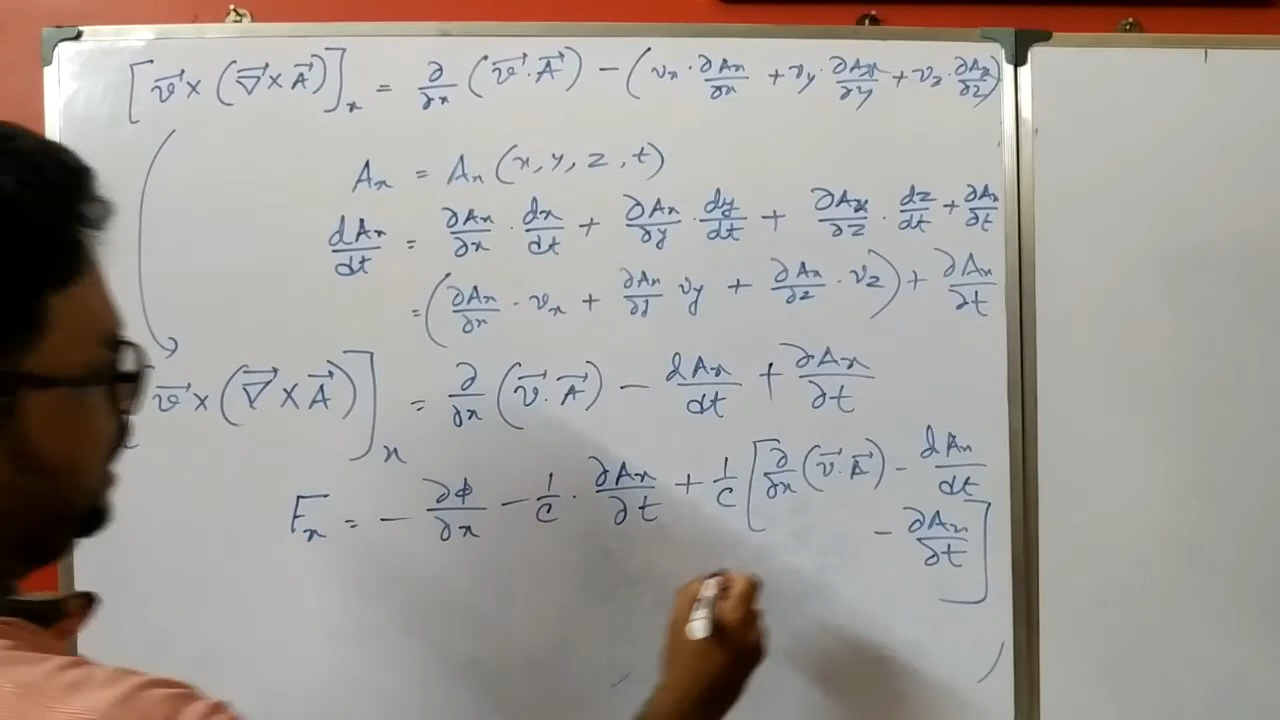 [v⃗ × (∇⃗ × A⃗)]ₓ = ∂/∂x (v⃗ · A⃗) − (vₓ · ∂Aₓ/∂x + v_y · ∂Aₓ/∂y + v_z · ∂Aₓ/∂z)
Aₓ = Aₓ (x, y, z, t)
dAₓ/dt = ∂Aₓ/∂x · dx/dt + ∂Aₓ/∂y · dy/dt + ∂Aₓ/∂z · dz/dt + ∂Aₓ/∂t
= (∂Aₓ/∂x · vₓ + ∂Aₓ/∂y v_y + ∂Aₓ/∂z · v_z) + ∂Aₓ/∂t
[v⃗ × (∇⃗ × A⃗)]ₓ = ∂/∂x (v⃗ · A⃗) − dAₓ/dt + ∂Aₓ/∂t
Fₓ = − ∂φ/∂x − 1/c · ∂Aₓ/∂t + 1/c [∂/∂x (v⃗ · A⃗) − dAₓ/dt
− ∂Aₓ/∂t]